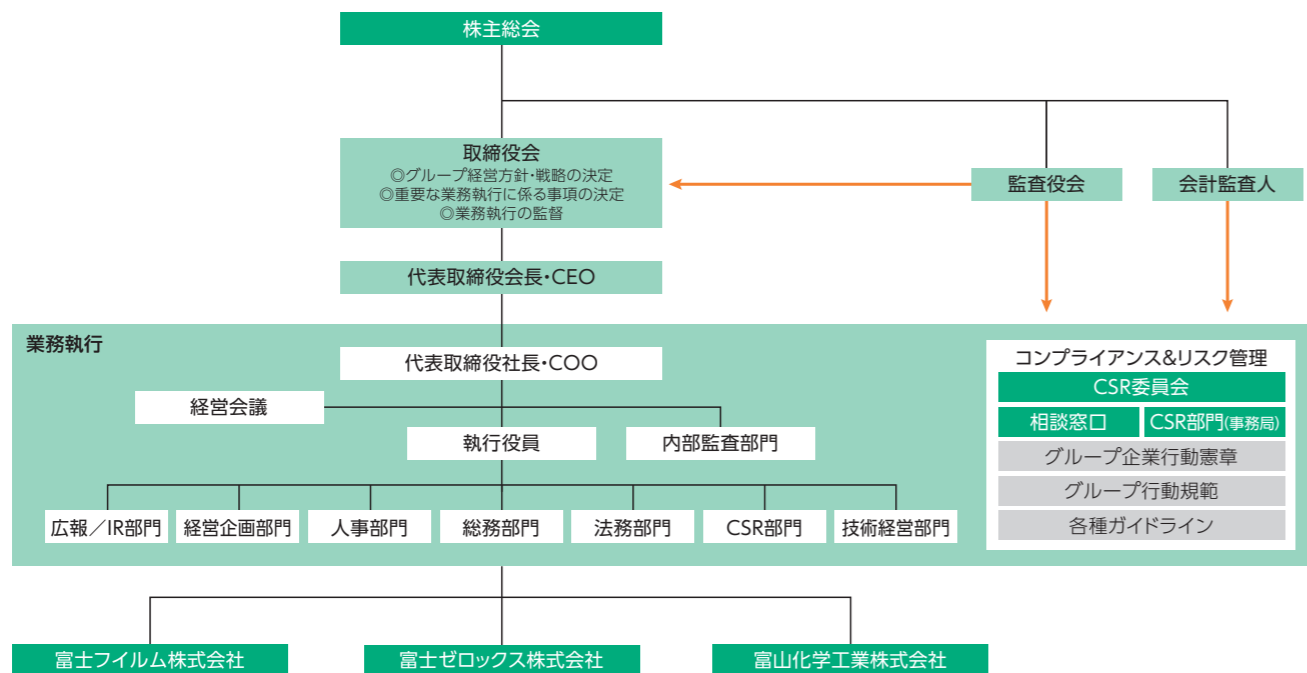 株主総会
取締役会
◎グループ経営方針・戦略の決定
◎重要な業務執行に係る事項の決定
◎業務執行の監督
監査役会
会計監査人
代表取締役会長・CEO
業務執行
代表取締役社長・COO
経営会議
執行役員
内部監査部門
広報／IR部門
経営企画部門
人事部門
総務部門
法務部門
CSR部門
技術経営部門
コンプライアンス&リスク管理
CSR委員会
相談窓口
CSR部門(事務局)
グループ企業行動憲章
グループ行動規範
各種ガイドライン
富士フイルム株式会社
富士ゼロックス株式会社
富山化学工業株式会社